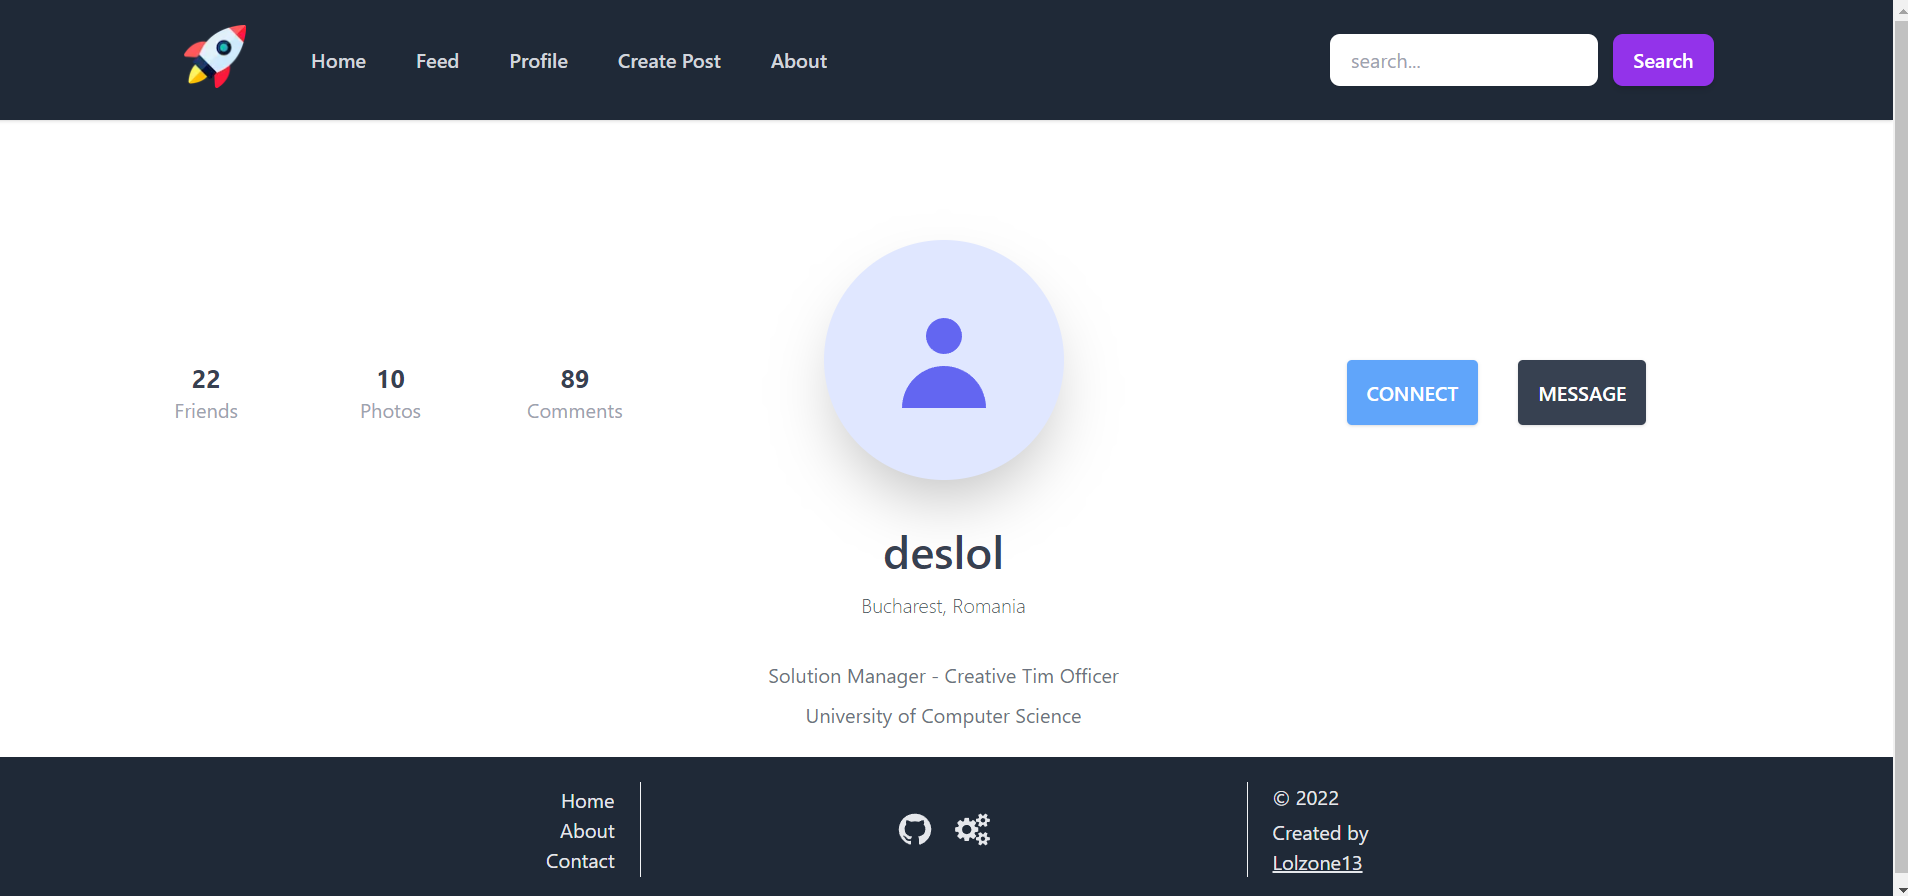 Home Feed Profile Create Post About search... Search
22 10 89
Friends Photos Comments
CONNECT MESSAGE
deslol
Bucharest, Romania
Solution Manager - Creative Tim Officer
University of Computer Science
Home
About
Contact
© 2022
Created by
Lolzone13